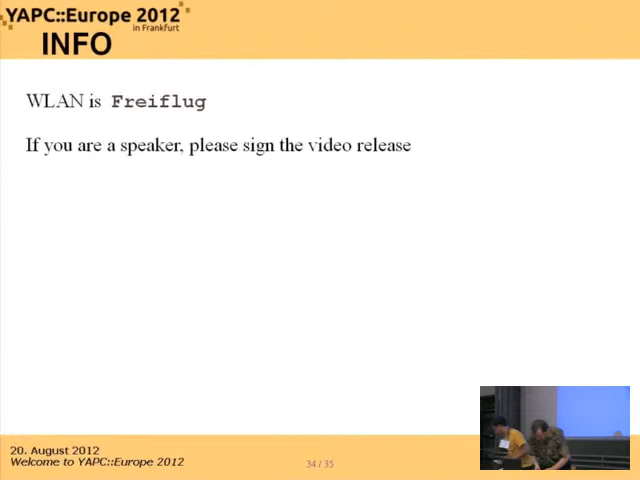 YAPC::Europe 2012
in Frankfurt
INFO
WLAN is Freiflug
If you are a speaker, please sign the video release
20. August 2012
Welcome to YAPC::Europe 2012
34 / 35